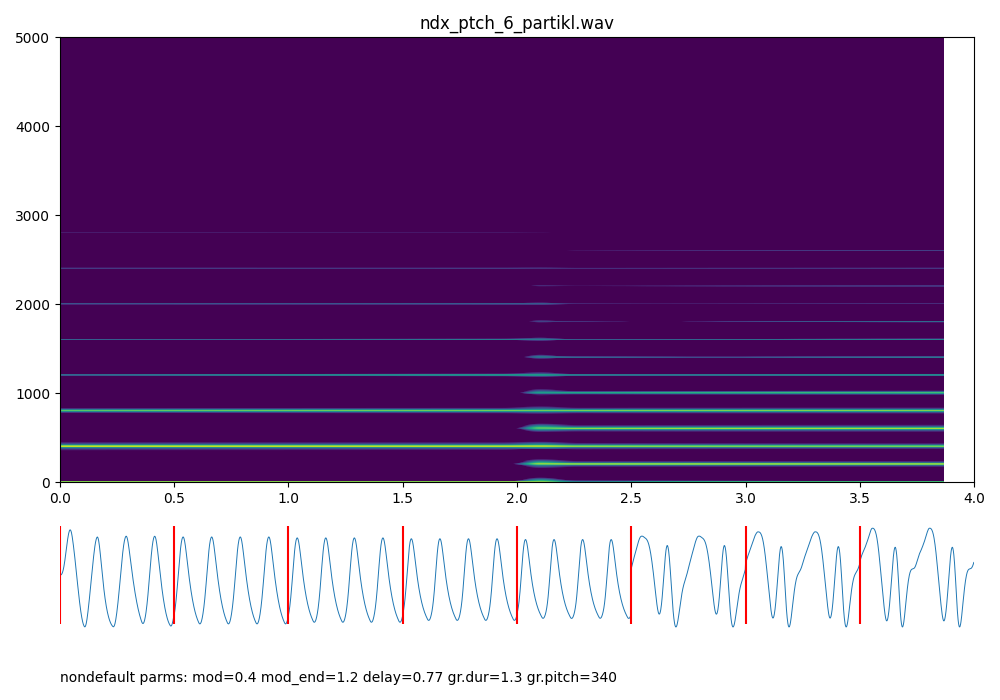 ndx_ptch_6_partikl.wav
5000
4000
3000
2000
1000
0
0.0 0.5 1.0 1.5 2.0 2.5 3.0 3.5 4.0
nondefault parms: mod=0.4 mod_end=1.2 delay=0.77 gr.dur=1.3 gr.pitch=340